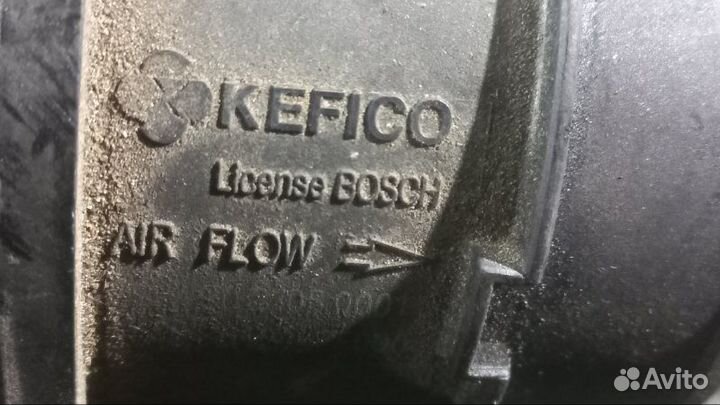 KEFICO
License BOSCH
AIR FLOW ⇒
Avito